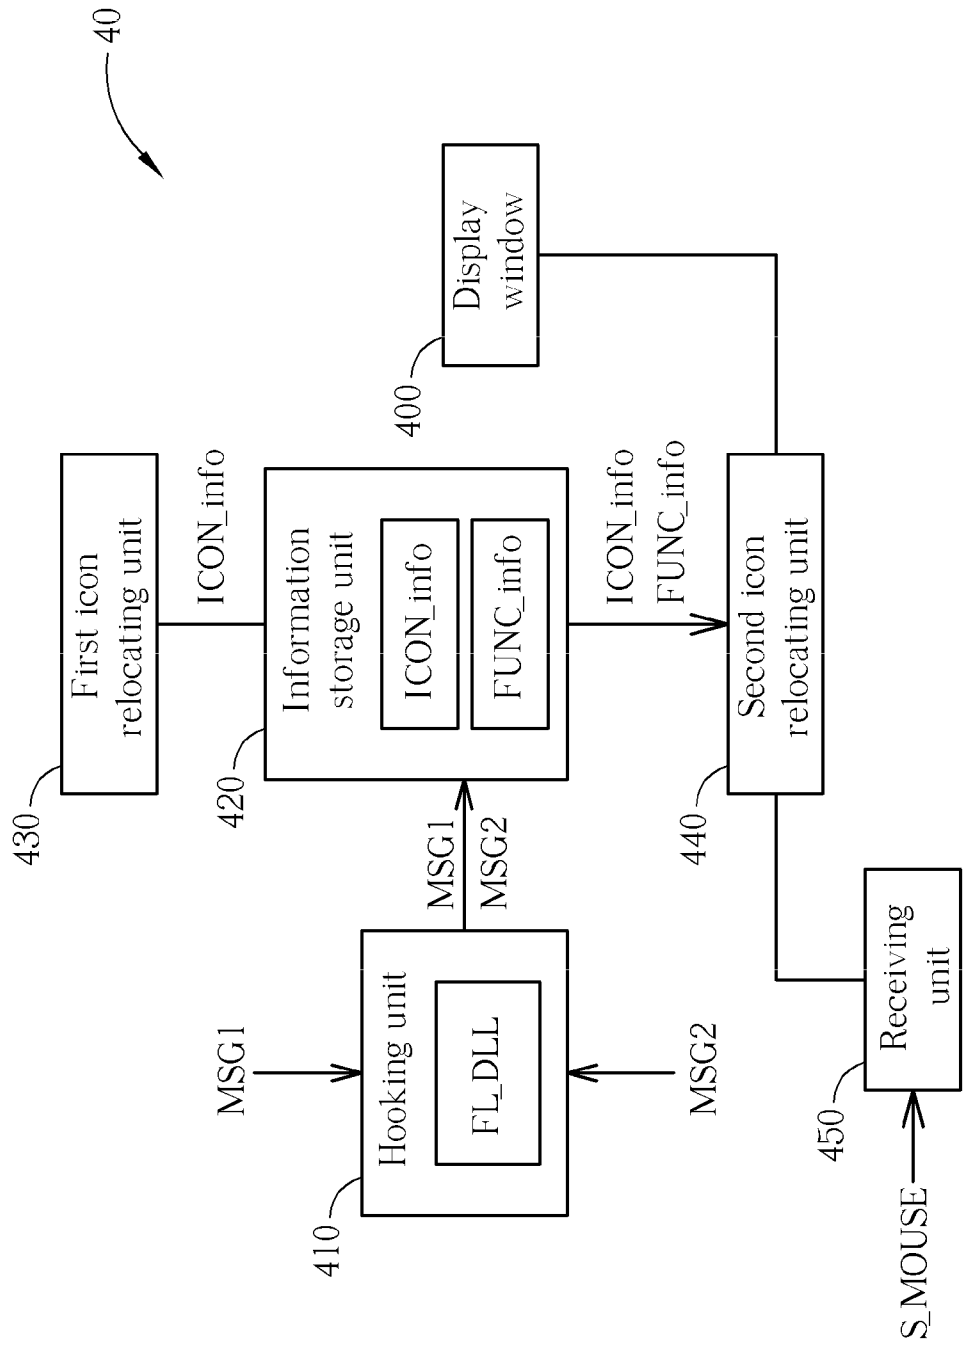 40
First icon
relocating unit
430
ICON_info
Information
storage unit
ICON_info
FUNC_info
420
MSG1
MSG2
MSG1
Hooking unit
FL_DLL
410
MSG2
Display
window
400
ICON_info
FUNC_info
Second icon
relocating unit
440
Receiving
unit
450
S_MOUSE